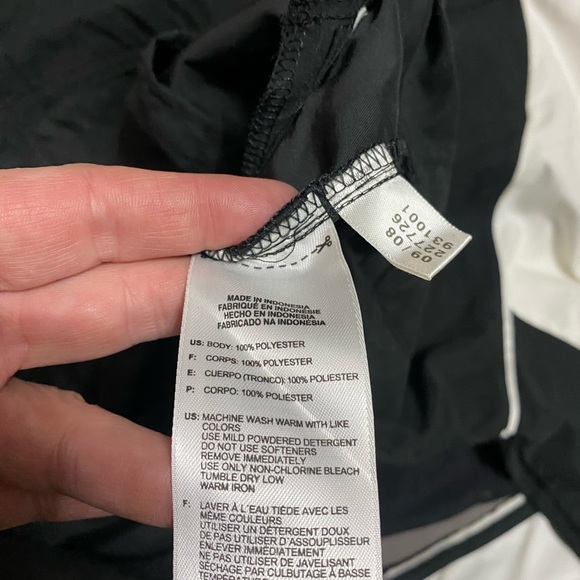 MADE IN INDONESIA
FABRIQUÉ EN INDONÉSIE
HECHO EN INDONESIA
FABRICADO NA INDONÉSIA
US: BODY: 100% POLYESTER
F: CORPS: 100% POLYESTER
E: CUERPO (TRONCO): 100% POLIESTER
P: CORPO: 100% POLIÉSTER
US: MACHINE WASH WARM WITH LIKE
COLORS
USE MILD POWDERED DETERGENT
DO NOT USE SOFTENERS
REMOVE IMMEDIATELY
USE ONLY NON-CHLORINE BLEACH
TUMBLE DRY LOW
WARM IRON
F: LAVER À L'EAU TIÈDE AVEC LES
MÊME COULEURS
UTILISER UN DÉTERGENT DOUX
DE PAS UTILISER D'ASSOUPLISSEUR
ENLEVER IMMÉDIATEMENT
NE PAS UTILISER DE JAVELISANT
SÉCHAGE PAR CULBUTAGE À BASSE
TEMPÉRATURE
09/08
227726
931001